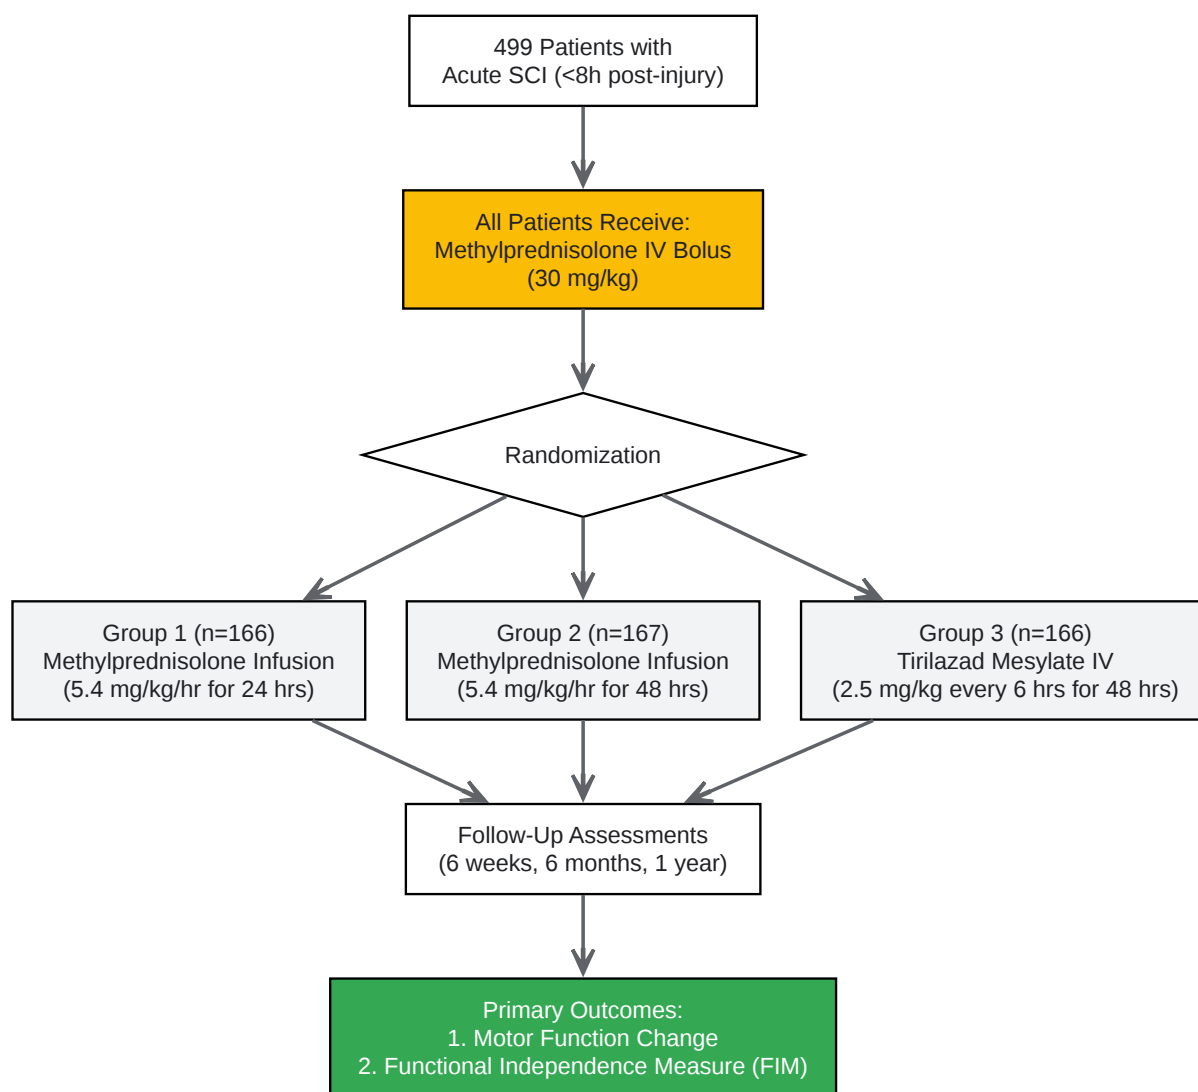 499 Patients with
Acute SCI (<8h post-injury)
All Patients Receive:
Methylprednisolone IV Bolus
(30 mg/kg)
Randomization
Group 1 (n=166)
Methylprednisolone Infusion
(5.4 mg/kg/hr for 24 hrs)
Group 2 (n=167)
Methylprednisolone Infusion
(5.4 mg/kg/hr for 48 hrs)
Group 3 (n=166)
Tirilazad Mesylate IV
(2.5 mg/kg every 6 hrs for 48 hrs)
Follow-Up Assessments
(6 weeks, 6 months, 1 year)
Primary Outcomes:
1. Motor Function Change
2. Functional Independence Measure (FIM)